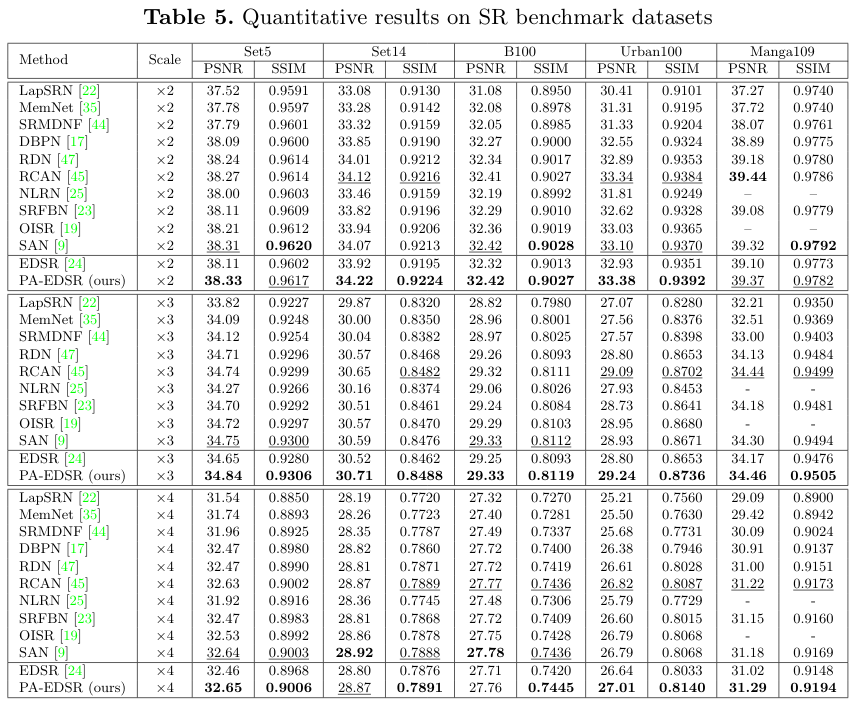 Table 5. Quantitative results on SR benchmark datasets
Method Scale Set5 Set14 B100 Urban100 Manga109
PSNR SSIM PSNR SSIM PSNR SSIM PSNR SSIM PSNR SSIM
LapSRN [22] ×2 37.52 0.9591 33.08 0.9130 31.08 0.8950 30.41 0.9101 37.27 0.9740
MemNet [35] ×2 37.78 0.9597 33.28 0.9142 32.08 0.8978 31.31 0.9195 37.72 0.9740
SRMDNF [44] ×2 37.79 0.9601 33.32 0.9159 32.05 0.8985 31.33 0.9204 38.07 0.9761
DBPN [17] ×2 38.09 0.9600 33.85 0.9190 32.27 0.9000 32.55 0.9324 38.89 0.9775
RDN [47] ×2 38.24 0.9614 34.01 0.9212 32.34 0.9017 32.89 0.9353 39.18 0.9780
RCAN [45] ×2 38.27 0.9614 34.12 0.9216 32.41 0.9027 33.34 0.9384 39.44 0.9786
NLRN [25] ×2 38.00 0.9603 33.46 0.9159 32.19 0.8992 31.81 0.9249 – –
SRFBN [23] ×2 38.11 0.9609 33.82 0.9196 32.29 0.9010 32.62 0.9328 39.08 0.9779
OISR [19] ×2 38.21 0.9612 33.94 0.9206 32.36 0.9019 33.03 0.9365 – –
SAN [9] ×2 38.31 0.9620 34.07 0.9213 32.42 0.9028 33.10 0.9370 39.32 0.9792
EDSR [24] ×2 38.11 0.9602 33.92 0.9195 32.32 0.9013 32.93 0.9351 39.10 0.9773
PA-EDSR (ours) ×2 38.33 0.9617 34.22 0.9224 32.42 0.9027 33.38 0.9392 39.37 0.9782
LapSRN [22] ×3 33.82 0.9227 29.87 0.8320 28.82 0.7980 27.07 0.8280 32.21 0.9350
MemNet [35] ×3 34.09 0.9248 30.00 0.8350 28.96 0.8001 27.56 0.8376 32.51 0.9369
SRMDNF [44] ×3 34.12 0.9254 30.04 0.8382 28.97 0.8025 27.57 0.8398 33.00 0.9403
RDN [47] ×3 34.71 0.9296 30.57 0.8468 29.26 0.8093 28.80 0.8653 34.13 0.9484
RCAN [45] ×3 34.74 0.9299 30.65 0.8482 29.32 0.8111 29.09 0.8702 34.44 0.9499
NLRN [25] ×3 34.27 0.9266 30.16 0.8374 29.06 0.8026 27.93 0.8453 - -
SRFBN [23] ×3 34.70 0.9292 30.51 0.8461 29.24 0.8084 28.73 0.8641 34.18 0.9481
OISR [19] ×3 34.72 0.9297 30.57 0.8470 29.29 0.8103 28.95 0.8680 - -
SAN [9] ×3 34.75 0.9300 30.59 0.8476 29.33 0.8112 28.93 0.8671 34.30 0.9494
EDSR [24] ×3 34.65 0.9280 30.52 0.8462 29.25 0.8093 28.80 0.8653 34.17 0.9476
PA-EDSR (ours) ×3 34.84 0.9306 30.71 0.8488 29.33 0.8119 29.24 0.8736 34.46 0.9505
LapSRN [22] ×4 31.54 0.8850 28.19 0.7720 27.32 0.7270 25.21 0.7560 29.09 0.8900
MemNet [35] ×4 31.74 0.8893 28.26 0.7723 27.40 0.7281 25.50 0.7630 29.42 0.8942
SRMDNF [44] ×4 31.96 0.8925 28.35 0.7787 27.49 0.7337 25.68 0.7731 30.09 0.9024
DBPN [17] ×4 32.47 0.8980 28.82 0.7860 27.72 0.7400 26.38 0.7946 30.91 0.9137
RDN [47] ×4 32.47 0.8990 28.81 0.7871 27.72 0.7419 26.61 0.8028 31.00 0.9151
RCAN [45] ×4 32.63 0.9002 28.87 0.7889 27.77 0.7436 26.82 0.8087 31.22 0.9173
NLRN [25] ×4 31.92 0.8916 28.36 0.7745 27.48 0.7306 25.79 0.7729 - -
SRFBN [23] ×4 32.47 0.8983 28.81 0.7868 27.72 0.7409 26.60 0.8015 31.15 0.9160
OISR [19] ×4 32.53 0.8992 28.86 0.7878 27.75 0.7428 26.79 0.8068 - -
SAN [9] ×4 32.64 0.9003 28.92 0.7888 27.78 0.7436 26.79 0.8068 31.18 0.9169
EDSR [24] ×4 32.46 0.8968 28.80 0.7876 27.71 0.7420 26.64 0.8033 31.02 0.9148
PA-EDSR (ours) ×4 32.65 0.9006 28.87 0.7891 27.76 0.7445 27.01 0.8140 31.29 0.9194